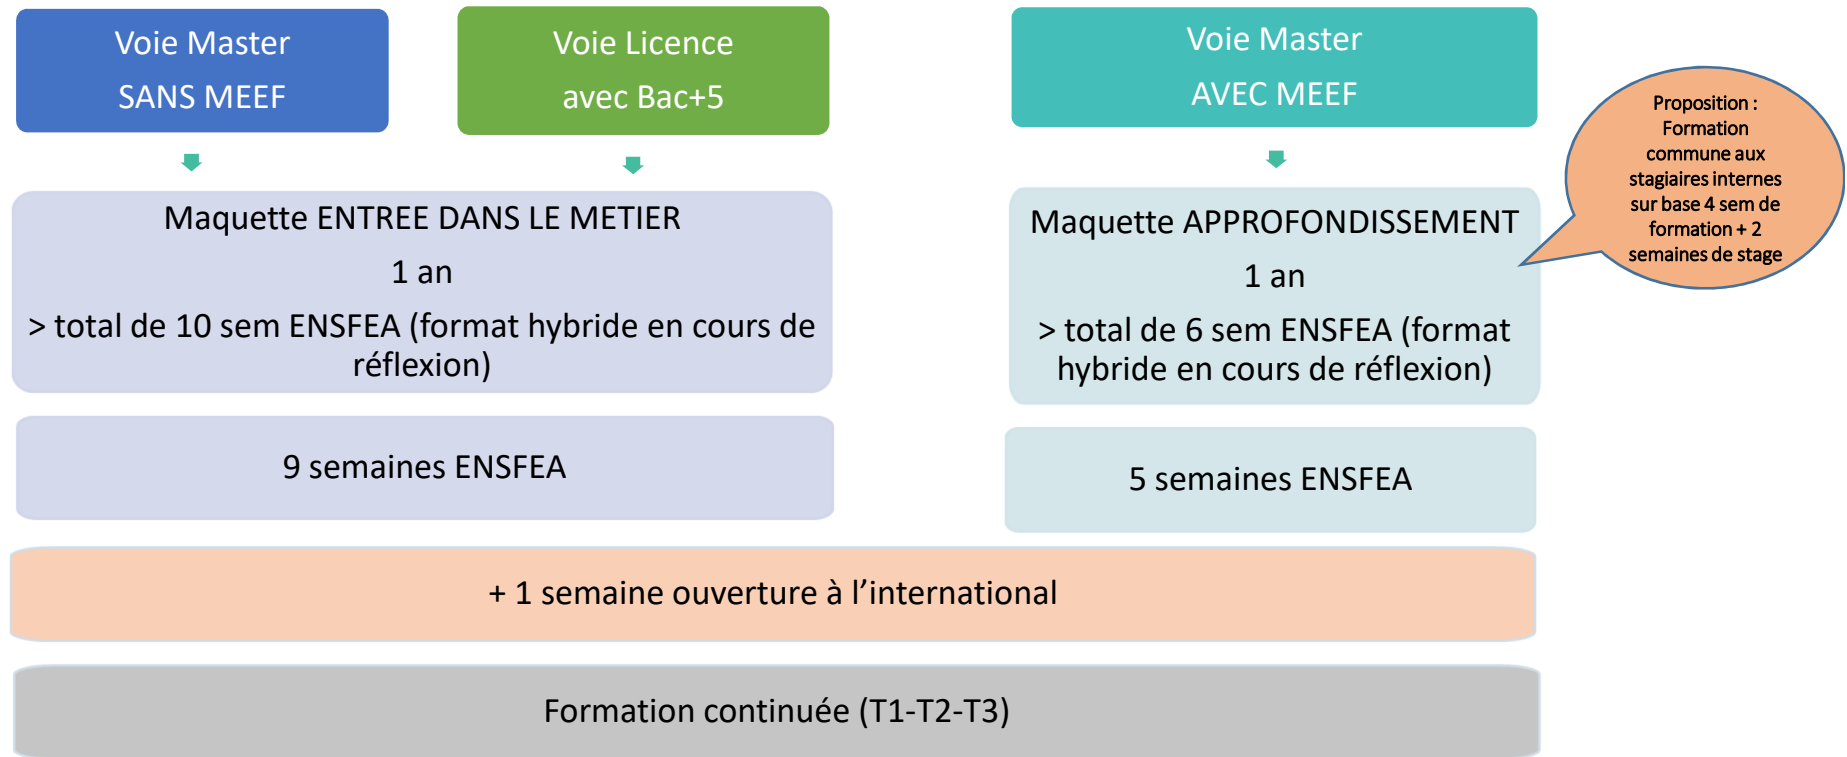 Voie Master
SANS MEEF
Voie Licence
avec Bac+5
Voie Master
AVEC MEEF
Proposition :
Formation
commune aux
stagiaires internes
sur base 4 sem de
formation + 2
semaines de stage
Maquette ENTREE DANS LE METIER
1 an
> total de 10 sem ENSFEA (format hybride en cours de
réflexion)
Maquette APPROFONDISSEMENT
1 an
> total de 6 sem ENSFEA (format
hybride en cours de réflexion)
9 semaines ENSFEA
5 semaines ENSFEA
+ 1 semaine ouverture à l’international
Formation continuée (T1-T2-T3)